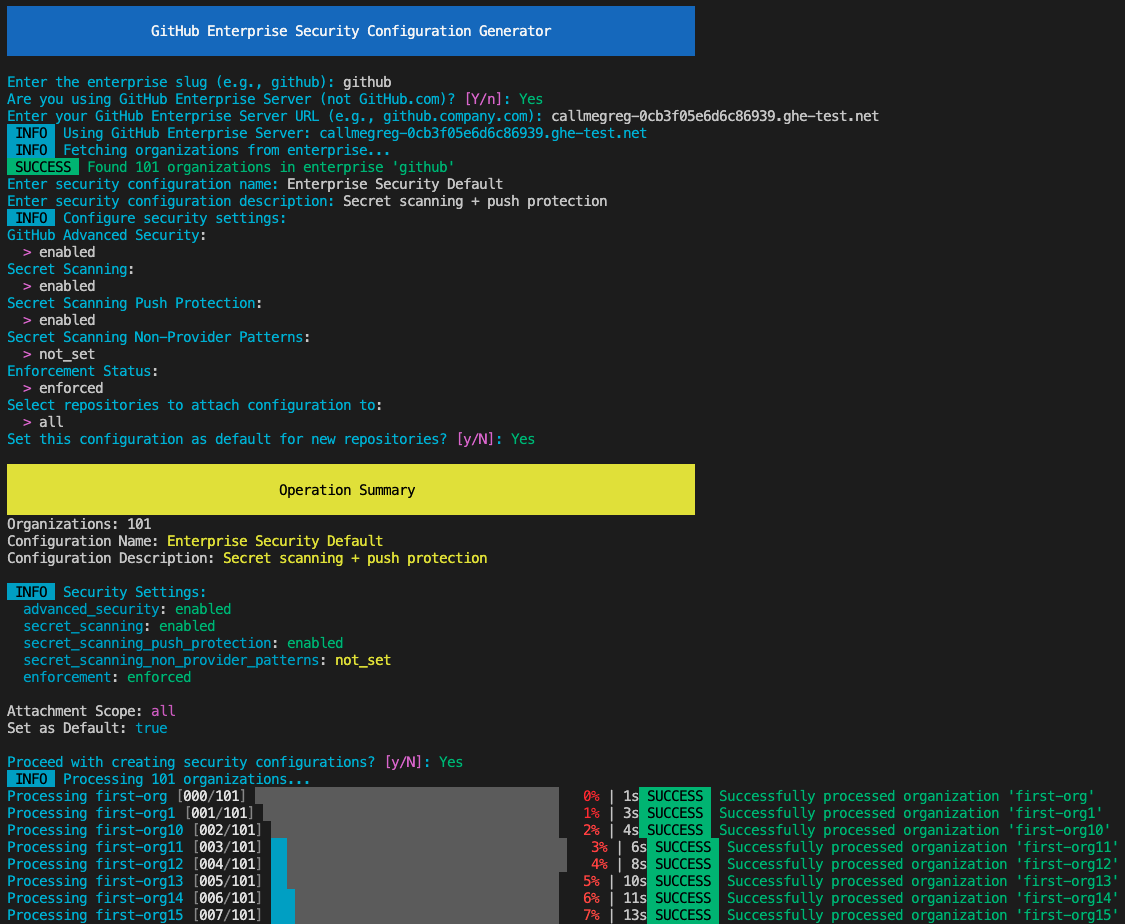 GitHub Enterprise Security Configuration Generator
Enter the enterprise slug (e.g., github): github
Are you using GitHub Enterprise Server (not GitHub.com)? [Y/n]: Yes
Enter your GitHub Enterprise Server URL (e.g., github.company.com): callmegreg-0cb3f05e6d6c86939.ghe-test.net
INFO Using GitHub Enterprise Server: callmegreg-0cb3f05e6d6c86939.ghe-test.net
INFO Fetching organizations from enterprise...
SUCCESS Found 101 organizations in enterprise 'github'
Enter security configuration name: Enterprise Security Default
Enter security configuration description: Secret scanning + push protection
INFO Configure security settings:
GitHub Advanced Security:
> enabled
Secret Scanning:
> enabled
Secret Scanning Push Protection:
> enabled
Secret Scanning Non-Provider Patterns:
> not_set
Enforcement Status:
> enforced
Select repositories to attach configuration to:
> all
Set this configuration as default for new repositories? [y/N]: Yes
Operation Summary
Organizations: 101
Configuration Name: Enterprise Security Default
Configuration Description: Secret scanning + push protection
INFO Security Settings:
advanced_security: enabled
secret_scanning: enabled
secret_scanning_push_protection: enabled
secret_scanning_non_provider_patterns: not_set
enforcement: enforced
Attachment Scope: all
Set as Default: true
Proceed with creating security configurations? [y/N]: Yes
INFO Processing 101 organizations...
Processing first-org [000/101] 0% | 1s SUCCESS Successfully processed organization 'first-org'
Processing first-org1 [001/101] 1% | 3s SUCCESS Successfully processed organization 'first-org1'
Processing first-org10 [002/101] 2% | 4s SUCCESS Successfully processed organization 'first-org10'
Processing first-org11 [003/101] 3% | 6s SUCCESS Successfully processed organization 'first-org11'
Processing first-org12 [004/101] 4% | 8s SUCCESS Successfully processed organization 'first-org12'
Processing first-org13 [005/101] 5% | 10s SUCCESS Successfully processed organization 'first-org13'
Processing first-org14 [006/101] 6% | 11s SUCCESS Successfully processed organization 'first-org14'
Processing first-org15 [007/101] 7% | 13s SUCCESS Successfully processed organization 'first-org15'